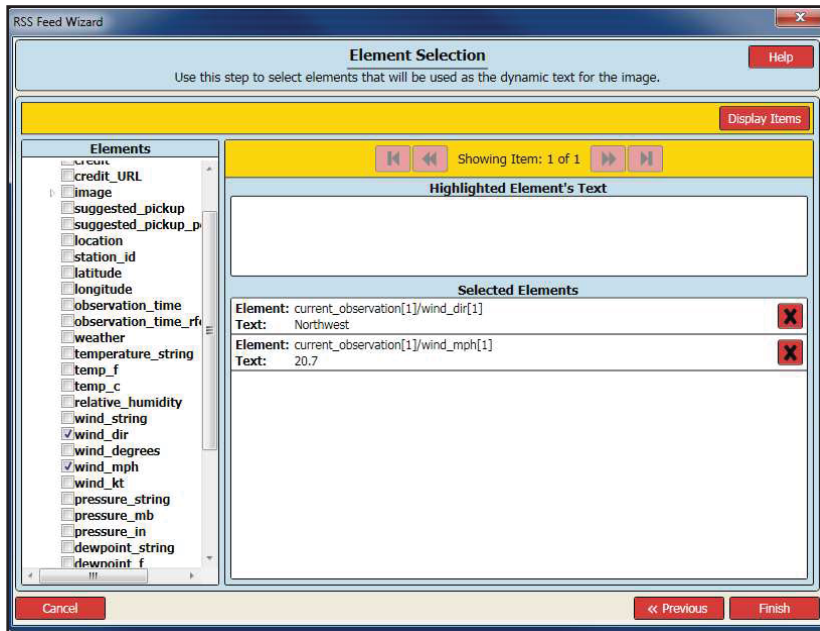 RSS Feed Wizard
Element Selection
Help
Use this step to select elements that will be used as the dynamic text for the image.
Display Items
Elements
credit
credit_URL
image
suggested_pickup
suggested_pickup_p
location
station_id
latitude
longitude
observation_time
observation_time_rf
weather
temperature_string
temp_f
temp_c
relative_humidity
wind_string
wind_dir
wind_degrees
wind_mph
wind_kt
pressure_string
pressure_mb
pressure_in
dewpoint_string
dewpoint_f
Showing Item: 1 of 1
Highlighted Element's Text
Selected Elements
Element: current_observation[1]/wind_dir[1]
Text: Northwest
Element: current_observation[1]/wind_mph[1]
Text: 20.7
Cancel
<< Previous
Finish